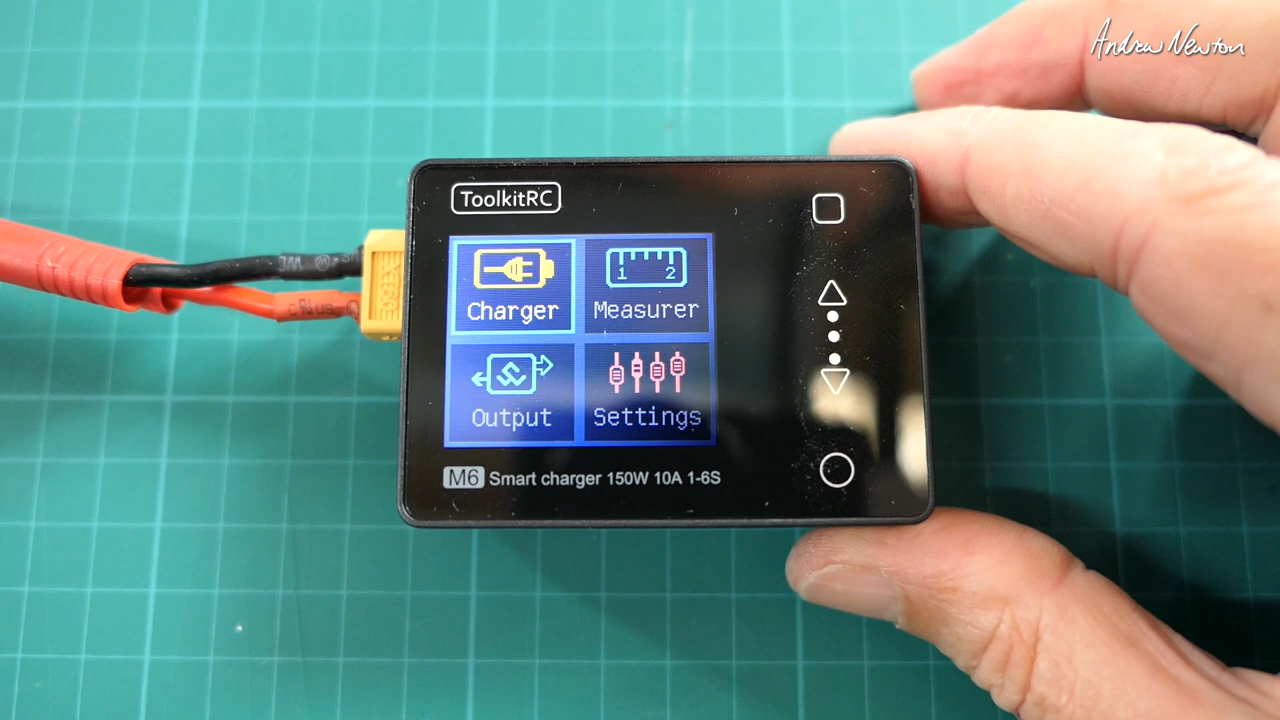 Andrew Newton
ToolkitRC
1 2
Charger Measurer
Output Settings
M6 Smart charger 150W 10A 1-6S